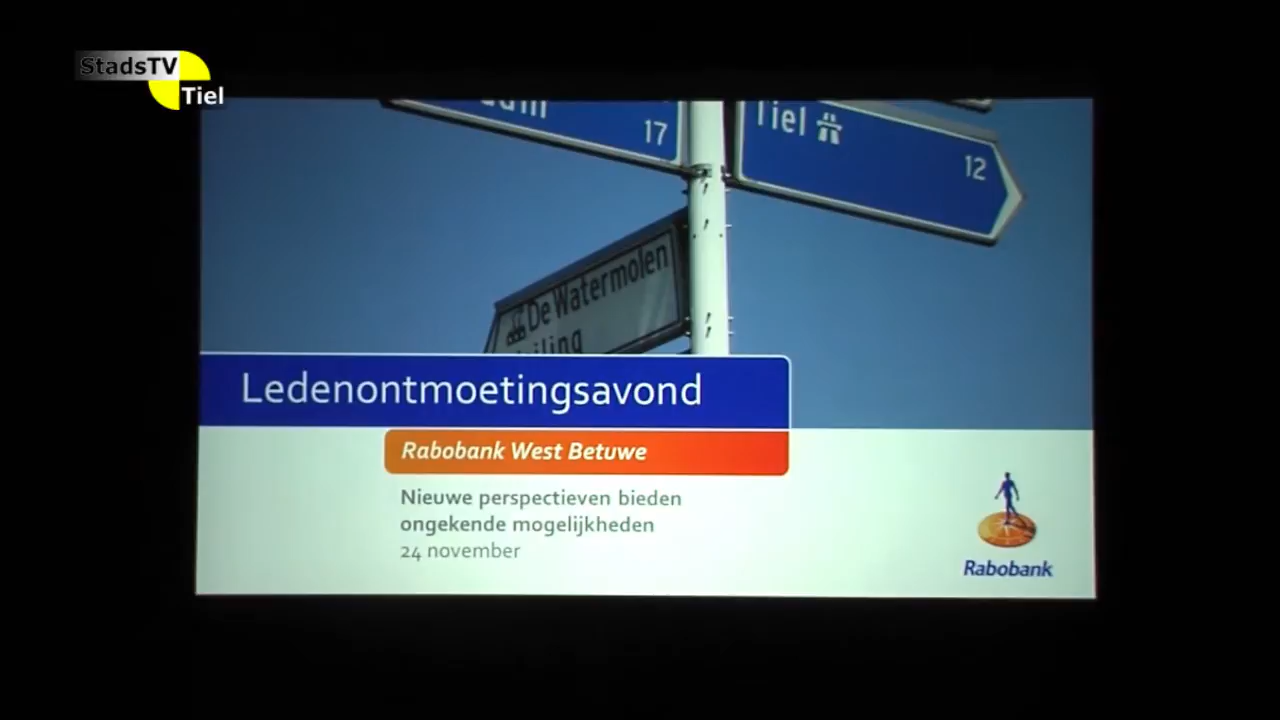 StadsTV
Tiel
17
Tiel
12
De Watermolen
Ledenontmoetingsavond
Rabobank West Betuwe
Nieuwe perspectieven bieden
ongekende mogelijkheden
24 november
Rabobank